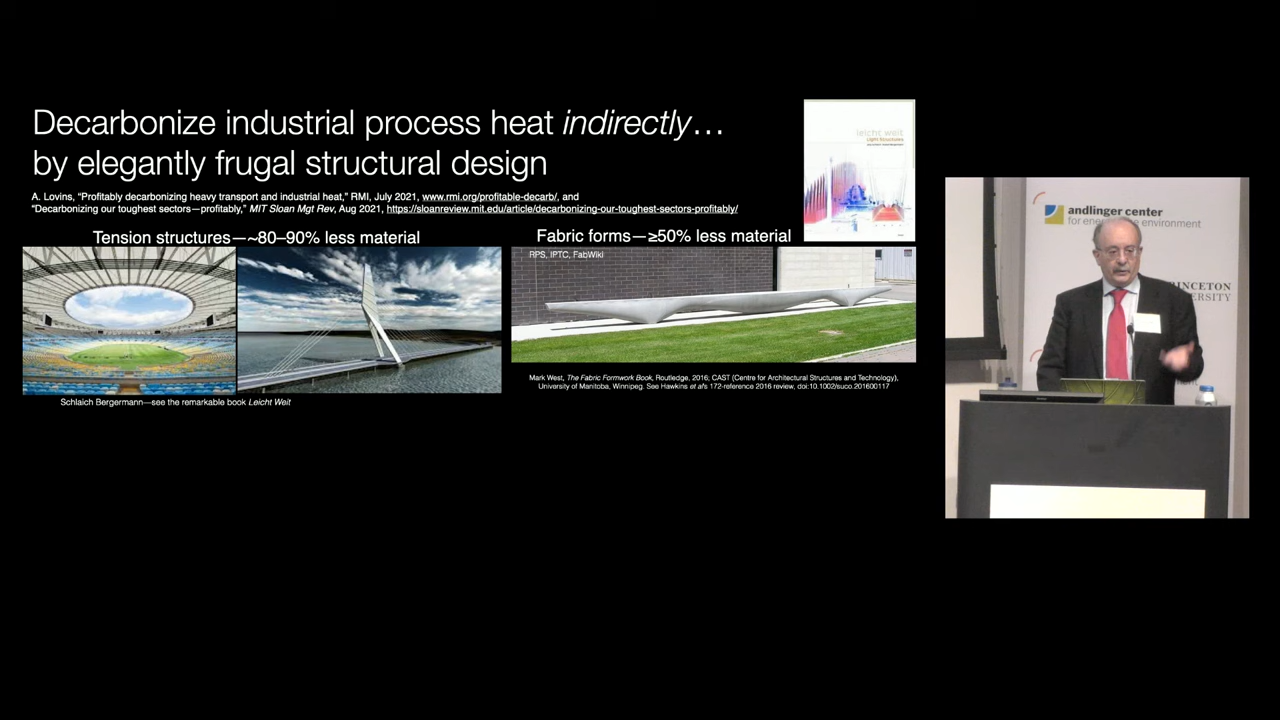 Decarbonize industrial process heat indirectly…
by elegantly frugal structural design
A. Lovins, “Profitably decarbonizing heavy transport and industrial heat,” RMI, July 2021, www.rmi.org/profitable-decarb/, and
“Decarbonizing our toughest sectors—profitably,” MIT Sloan Mgt Rev, Aug 2021, https://sloanreview.mit.edu/article/decarbonizing-our-toughest-sectors-profitably/
leicht weit
Light Structures
Tension structures—~80–90% less material
Fabric forms—≥50% less material
RPS, IPTC, FabWiki
Schlaich Bergermann—see the remarkable book Leicht Weit
Mark West, The Fabric Formwork Book, Routledge, 2016; CAST (Centre for Architectural Structures and Technology),
University of Manitoba, Winnipeg. See Hawkins et al's 172-reference 2016 review, doi:10.1002/suco.201600117
andlinger center
for energy
environment
PRINCETON